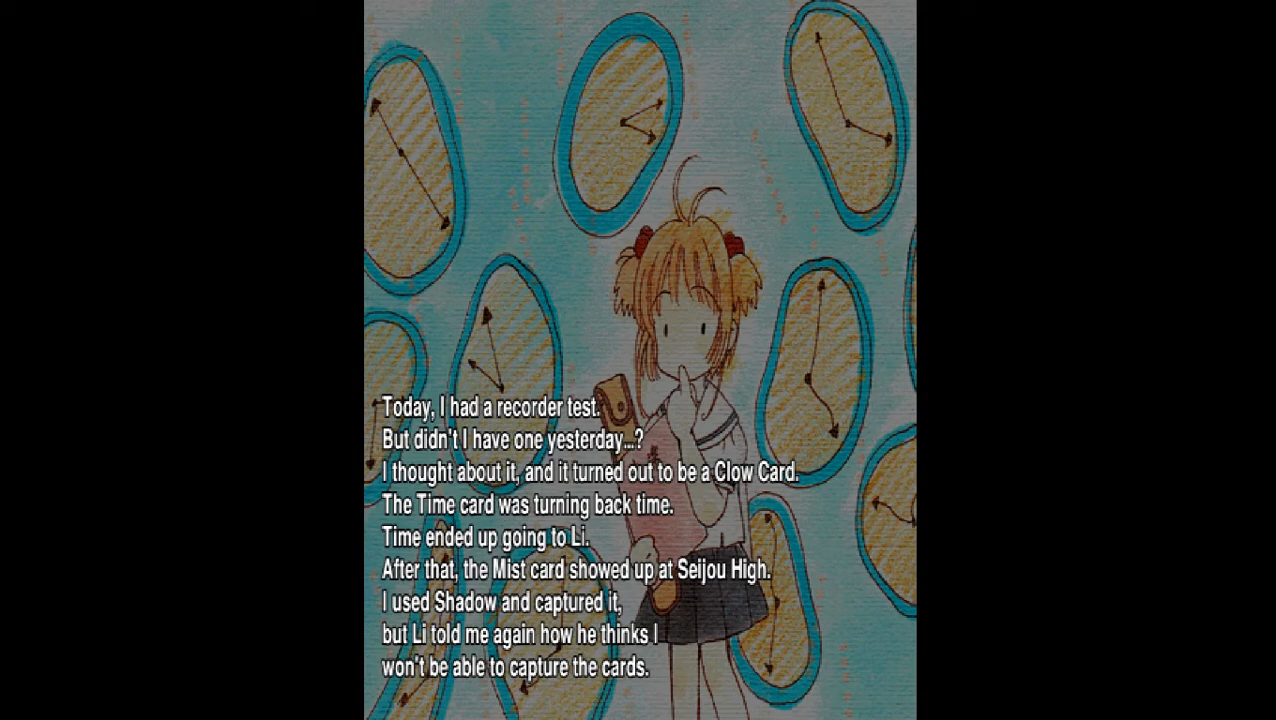 Today, I had a recorder test.
But didn't I have one yesterday...?
I thought about it, and it turned out to be a Clow Card.
The Time card was turning back time.
Time ended up going to Li.
After that, the Mist card showed up at Seijou High.
I used Shadow and captured it,
but Li told me again how he thinks I
won't be able to capture the cards.